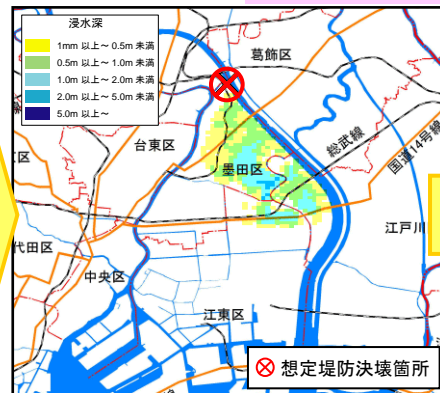 浸水深
1mm 以上～ 0.5m 未満
0.5m 以上～ 1.0m 未満
1.0m 以上～ 2.0m 未満
2.0m 以上～ 5.0m 未満
5.0m 以上～
葛飾区
台東区
墨田区
総武線
国道14号線
江戸川
代田区
中央区
江東区
想定堤防決壊箇所